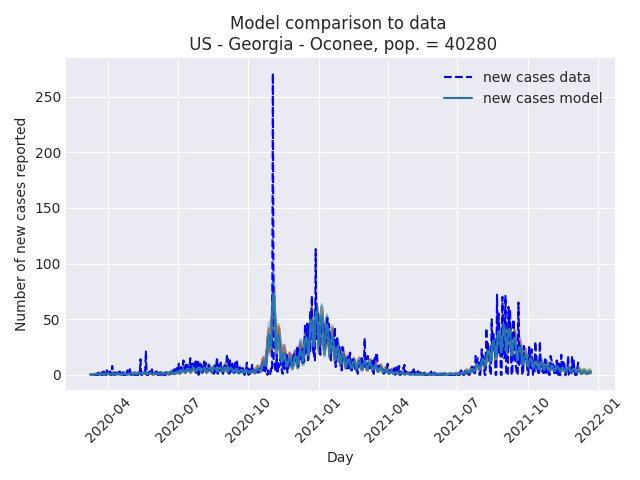 Model comparison to data
US - Georgia - Oconee, pop. = 40280
new cases data
new cases model
Number of new cases reported
250
200
150
100
50
0
2020-04
2020-07
2020-10
2021-01
2021-04
2021-07
2021-10
2022-01
Day